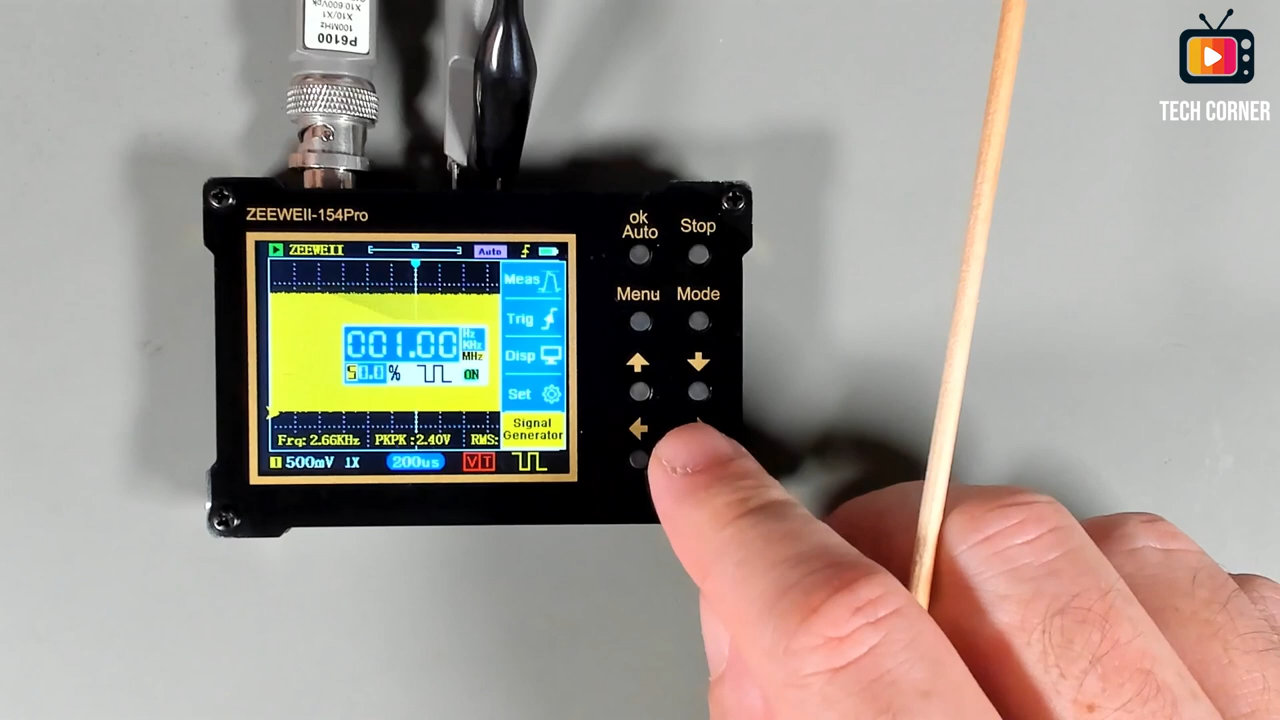 P6100
100MHz
X10/X1
X10:600Vpk
TECH CORNER
ZEEWEII-154Pro
ok
Auto
Stop
ZEEWEII
Auto
Meas
Menu
Mode
Trig
001.00
Hz
KHz
MHz
Disp
50.0 %
ON
Set
Signal
Generator
Frq: 2.66KHz
PKPK :2.40V
RMS:
1
500mV
1X
200us
VT